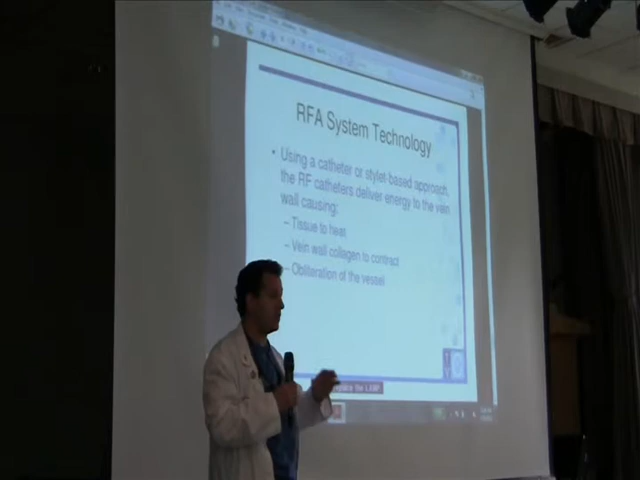 RFA System Technology
• Using a catheter or stylet-based approach,
the RF catheters deliver energy to the vein
wall causing:
– Tissue to heat
– Vein wall collagen to contract
– Obliteration of the vessel